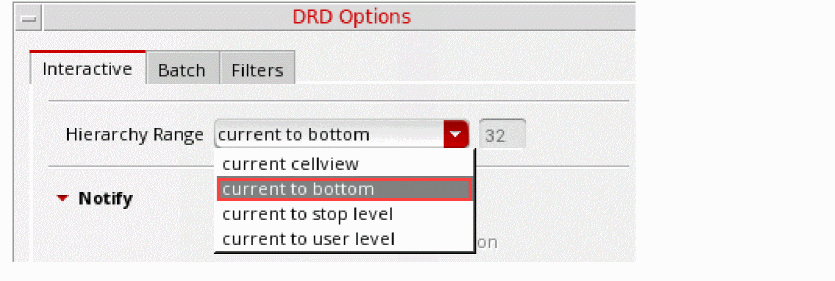 DRD Options
Interactive Batch Filters
Hierarchy Range current to bottom 32
current cellview
current to bottom
Notify
current to stop level
current to user level
on